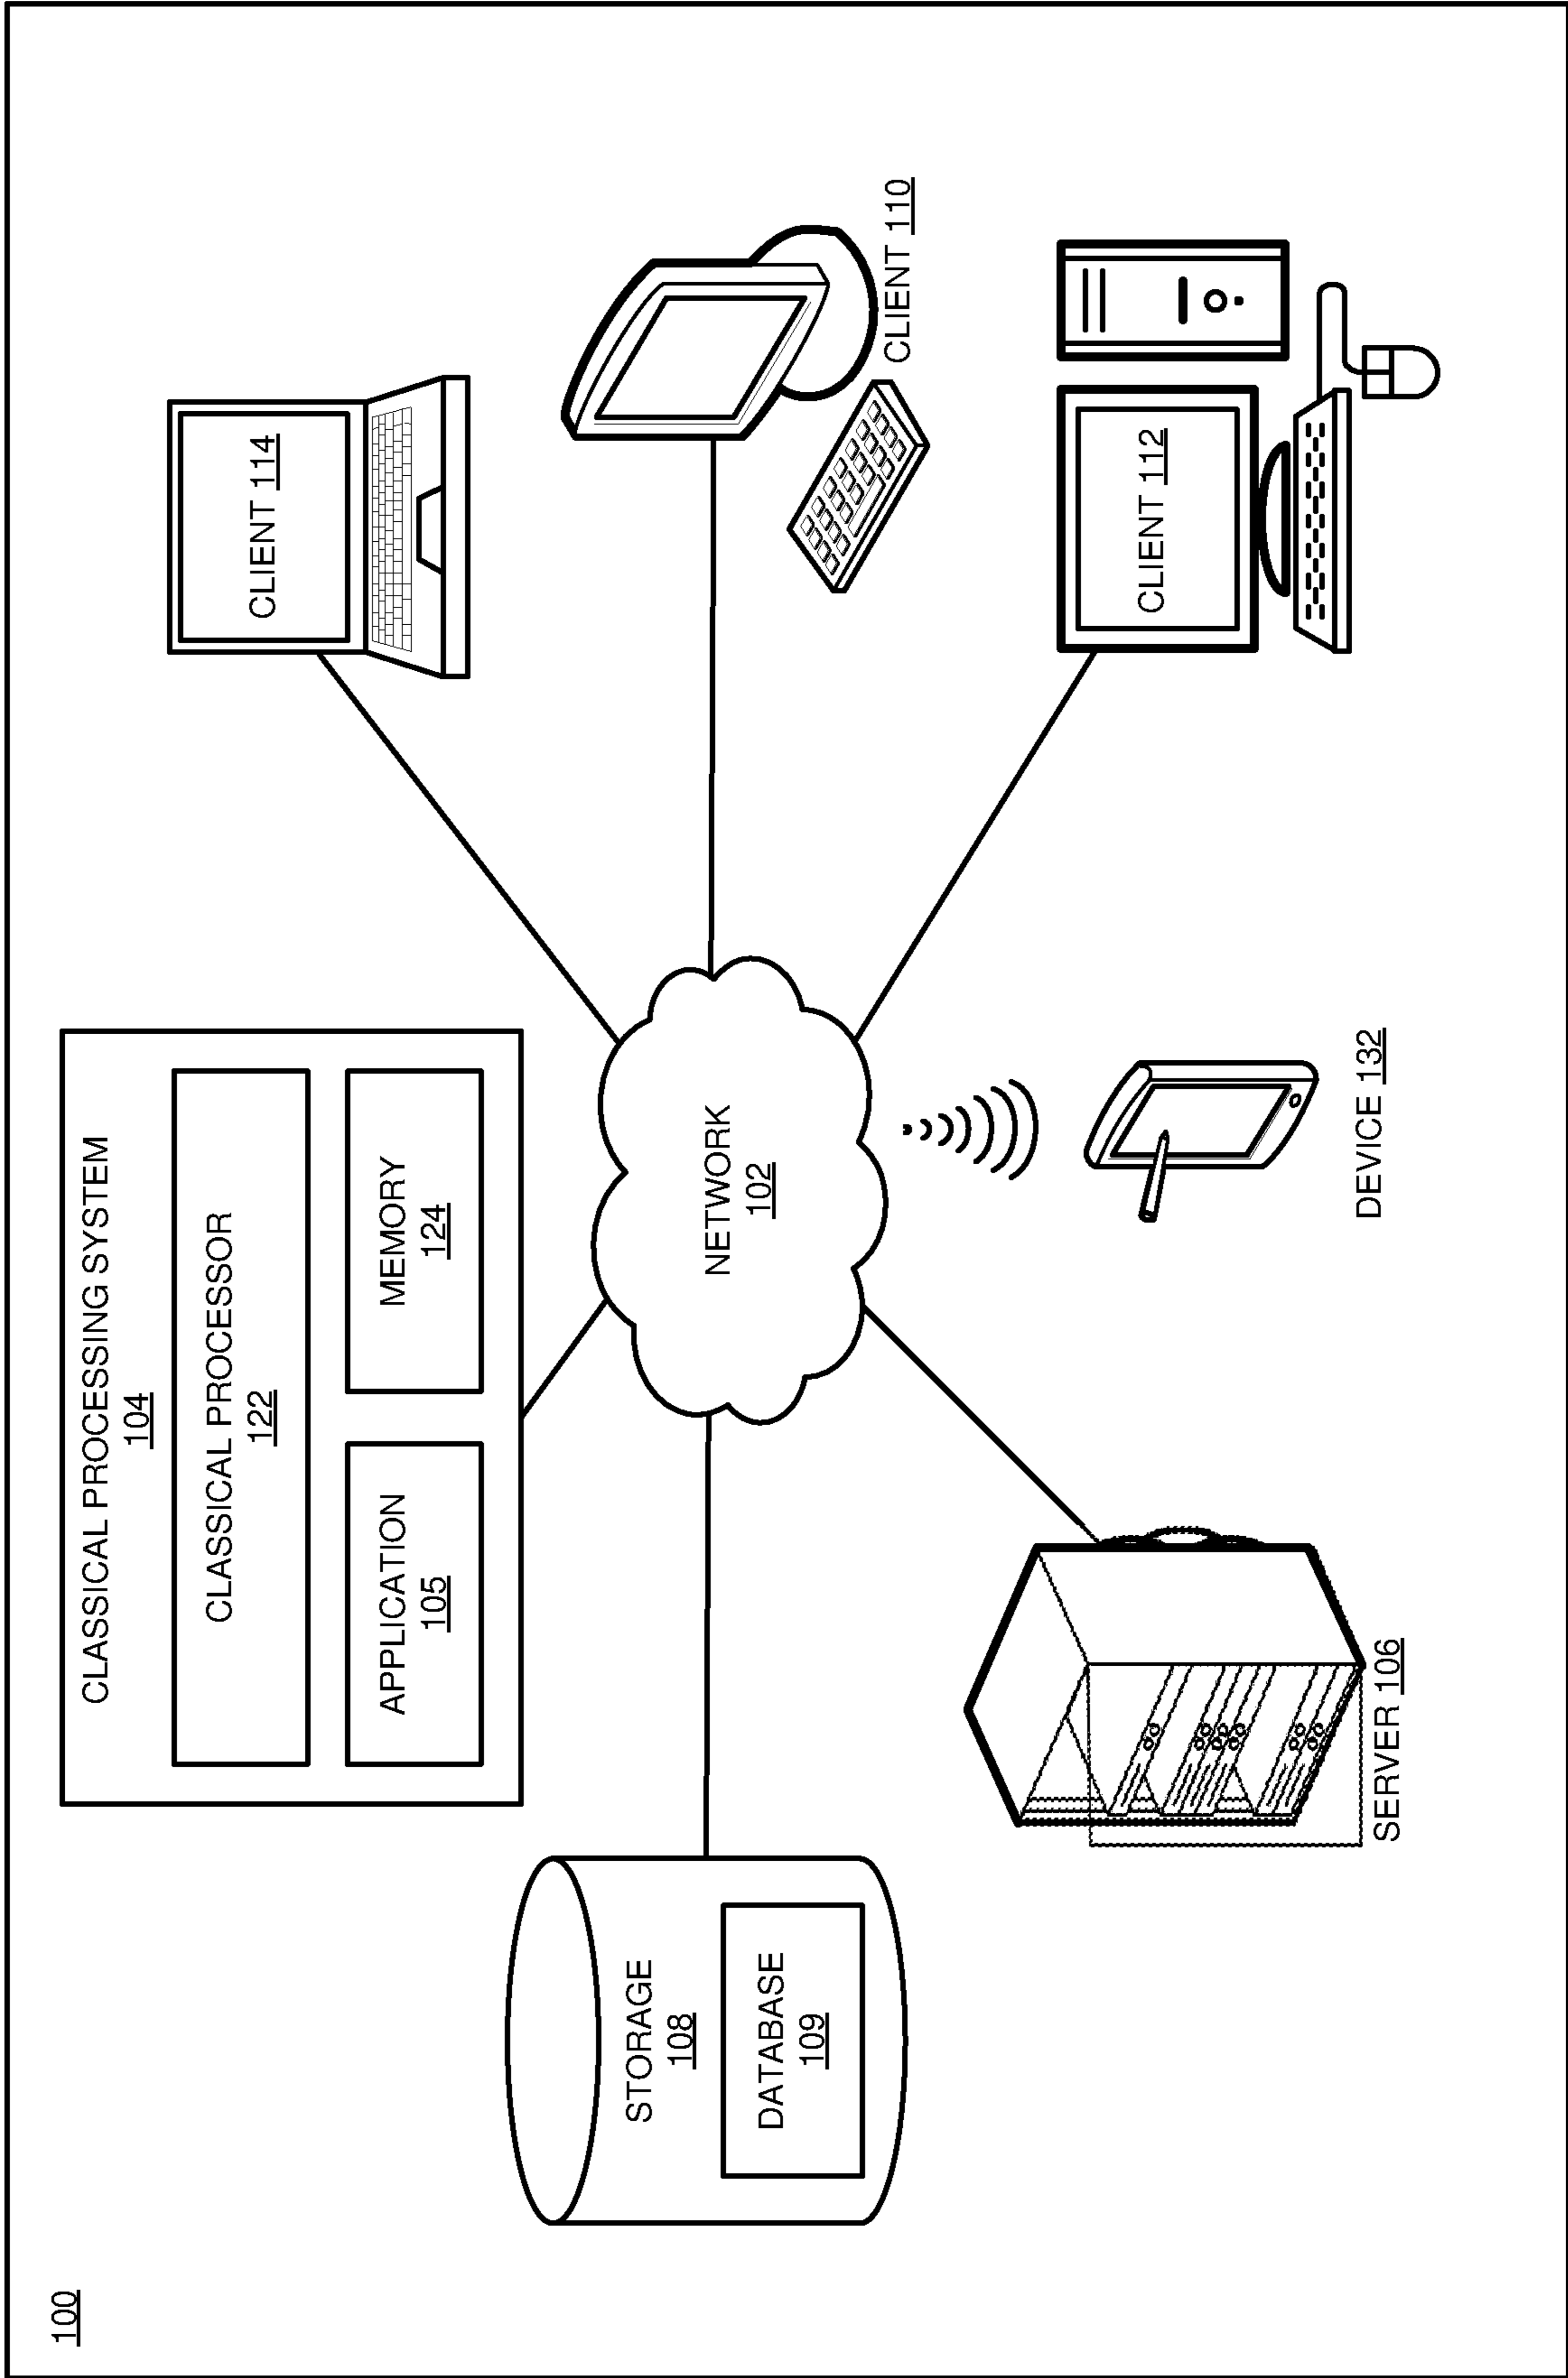 100
CLASSICAL PROCESSING SYSTEM
104
CLASSICAL PROCESSOR
122
APPLICATION
105
MEMORY
124
STORAGE
108
DATABASE
109
NETWORK
102
CLIENT 114
CLIENT 110
CLIENT 112
SERVER 106
DEVICE 132